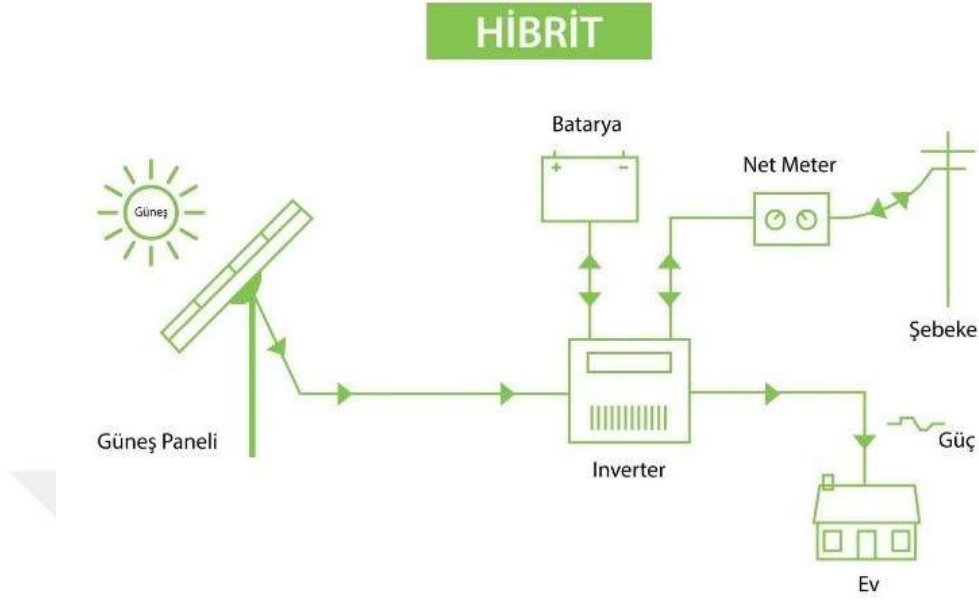 HİBRİT
Batarya
Net Meter
Güneş
Şebeke
Güneş Paneli
Inverter
Güç
Ev